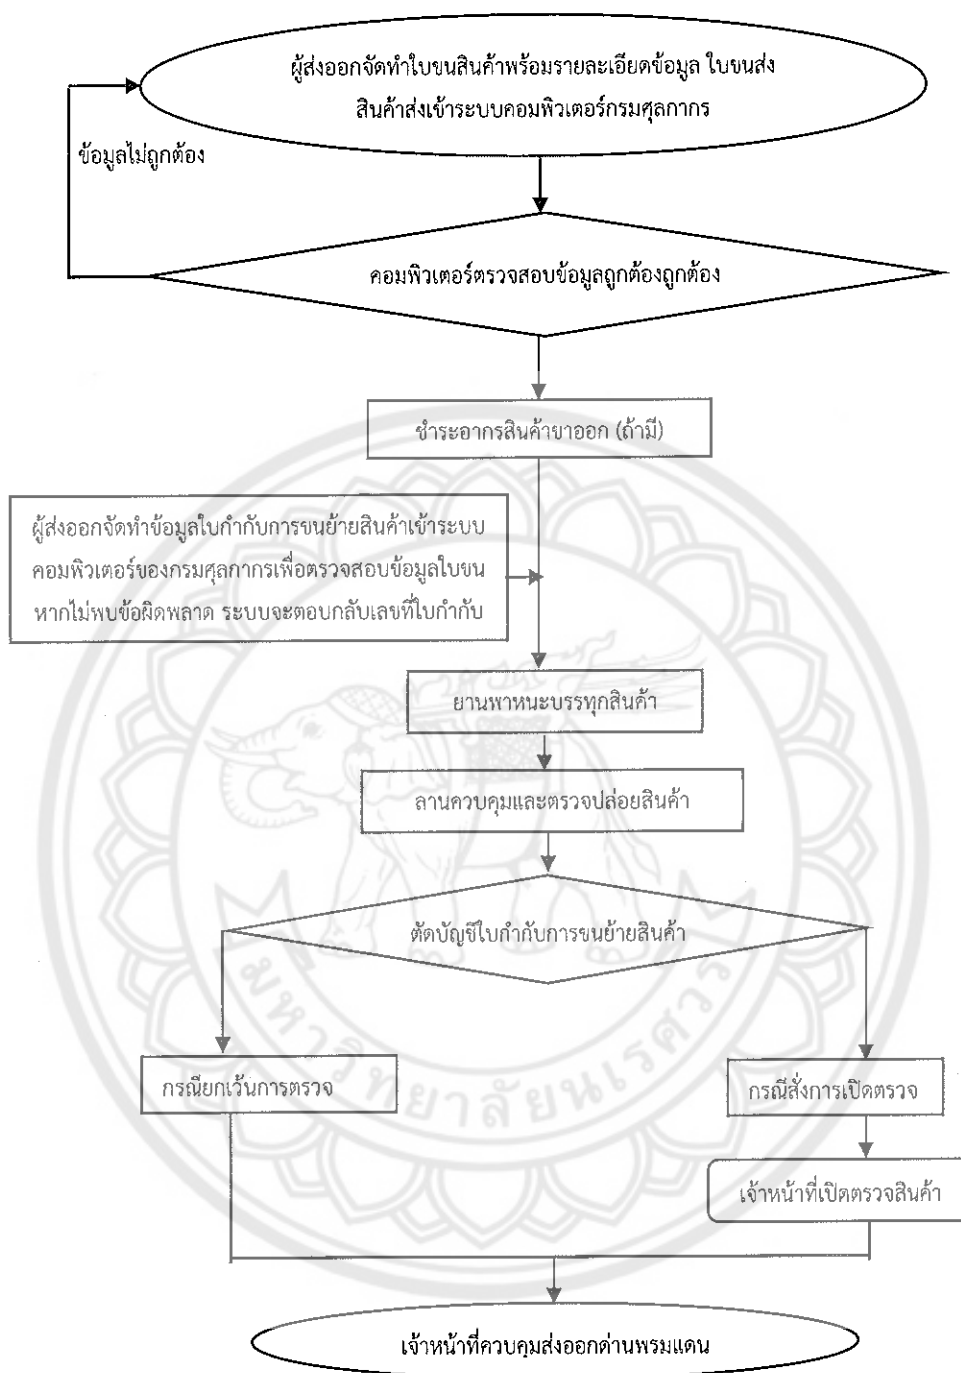 ผู้ส่งออกจัดทำใบขนสินค้าพร้อมรายละเอียดข้อมูล ใบขนส่ง
สินค้าส่งเข้าระบบคอมพิวเตอร์กรมศุลกากร
ข้อมูลไม่ถูกต้อง
คอมพิวเตอร์ตรวจสอบข้อมูลถูกต้องถูกต้อง
ชำระอากรสินค้าขาออก (ถ้ามี)
ผู้ส่งออกจัดทำข้อมูลใบกำกับการขนย้ายสินค้าเข้าระบบ
คอมพิวเตอร์ของกรมศุลกากรเพื่อตรวจสอบข้อมูลใบขน
หากไม่พบข้อผิดพลาด ระบบจะตอบกลับเลขที่ใบกำกับ
ยานพาหนะบรรทุกสินค้า
ลานควบคุมและตรวจปล่อยสินค้า
ตัดบัญชีใบกำกับการขนย้ายสินค้า
กรณียกเว้นการตรวจ
กรณีสั่งการเปิดตรวจ
เจ้าหน้าที่เปิดตรวจสินค้า
มหาวิทยาลัยนเรศวร
เจ้าหน้าที่ควบคุมส่งออกด่านพรมแดน